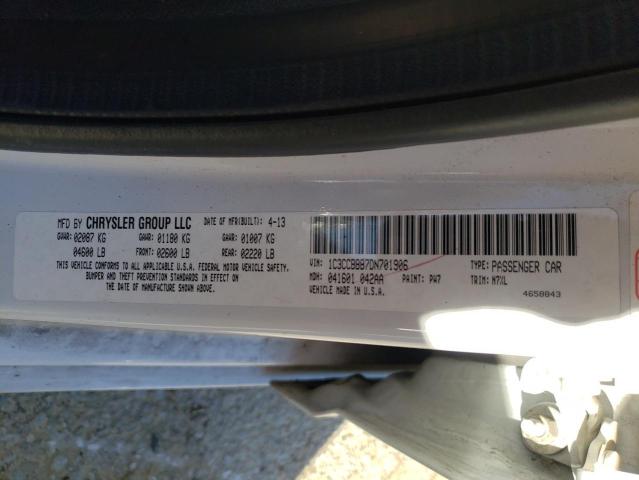 MFD BY CHRYSLER GROUP LLC DATE OF MFR(BUILT): 4-13
GVWR: 02087 KG GAWR: 01180 KG GAWR: 01007 KG
04600 LB FRONT: 02600 LB REAR: 02220 LB
THIS VEHICLE CONFORMS TO ALL APPLICABLE U.S.A. FEDERAL MOTOR VEHICLE SAFETY,
BUMPER AND THEFT PREVENTION STANDARDS IN EFFECT ON
THE DATE OF MANUFACTURE SHOWN ABOVE.
VIN: 1C3CCBBB7DN701906 TYPE: PASSENGER CAR
MDH: 041601 042AA PAINT: PW7 TRIM: N7XL
VEHICLE MADE IN U.S.A. 4658843